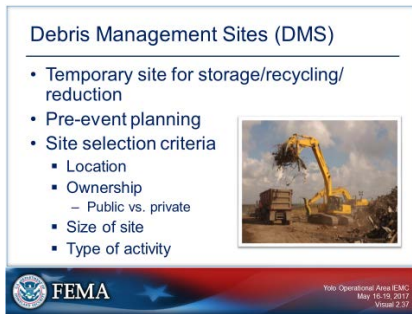 Debris Management Sites (DMS)
• Temporary site for storage/recycling/
reduction
• Pre-event planning
• Site selection criteria
▪ Location
▪ Ownership
– Public vs. private
▪ Size of site
▪ Type of activity
FEMA
Yolo Operational Area IEMC
May 16-19, 2017
Visual 2.37